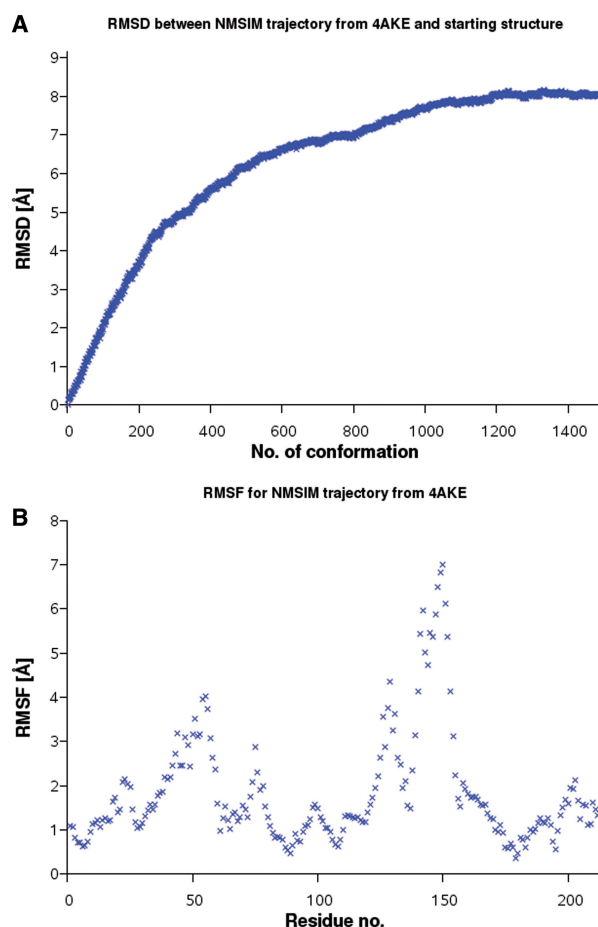 A
RMSD between NMSIM trajectory from 4AKE and starting structure
9
8
7
6
5
4
3
2
1
0
RMSD [Å]
0 200 400 600 800 1000 1200 1400
No. of conformation
B
RMSF for NMSIM trajectory from 4AKE
8
7
6
5
4
3
2
1
0
RMSF [Å]
0 50 100 150 200
Residue no.